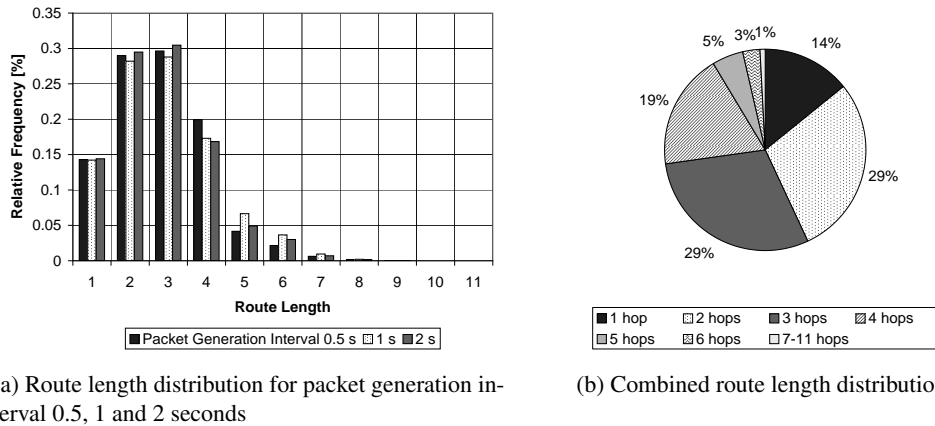 0.35
0.3
0.25
0.2
0.15
0.1
0.05
0
Relative Frequency [%]
1 2 3 4 5 6 7 8 9 10 11
Route Length
Packet Generation Interval 0.5 s 1 s 2 s
14%
29%
29%
19%
5%
3%
1%
1 hop 2 hops 3 hops 4 hops
5 hops 6 hops 7-11 hops
a) Route length distribution for packet generation in-
erval 0.5, 1 and 2 seconds
(b) Combined route length distributio